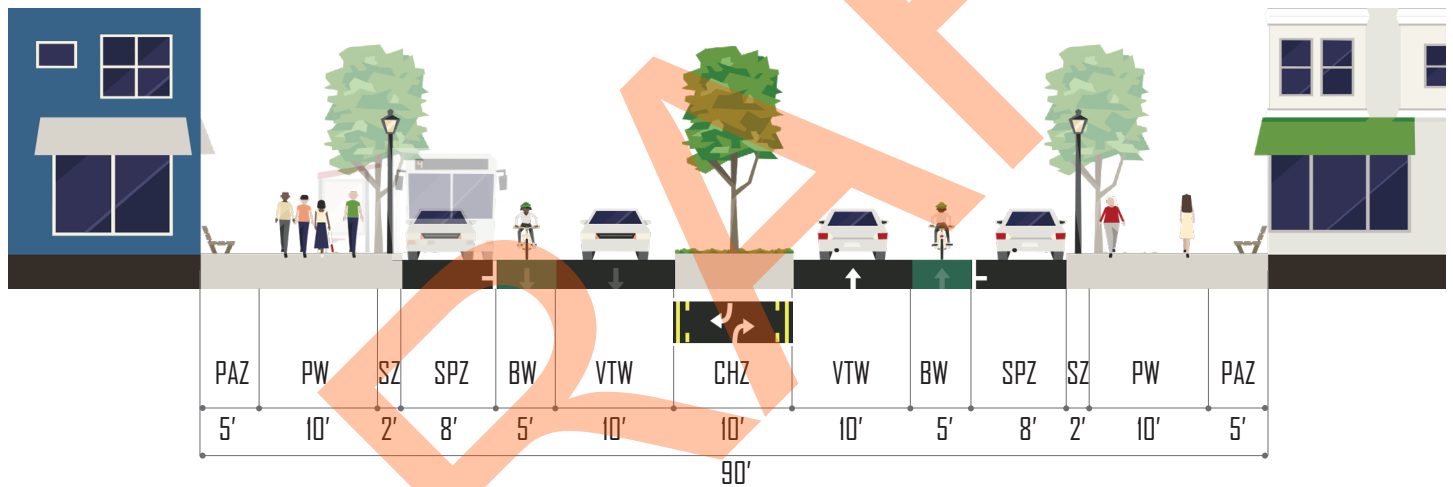 DRAFT
PAZ PW SZ SPZ BW VTW CHZ VTW BW SPZ SZ PW PAZ
5' 10' 2' 8' 5' 10' 10' 10' 5' 8' 2' 10' 5'
90'